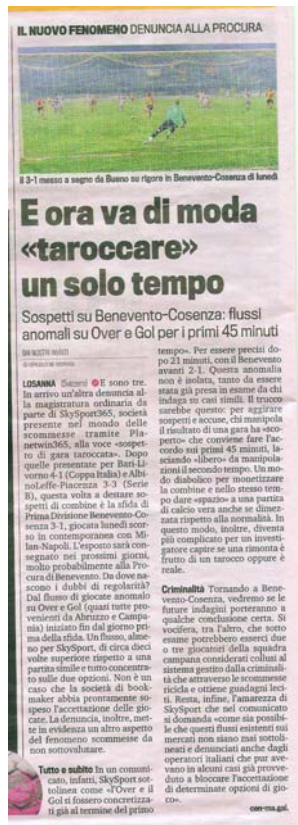 IL NUOVO FENOMENO DENUNCIA ALLA PROCURA
Il 3-1 messo a segno da Bueno su rigore in Benevento-Cosenza di lunedì
E ora va di moda
«taroccare»
un solo tempo
Sospetti su Benevento-Cosenza: flussi
anomali su Over e Gol per i primi 45 minuti
DAI NOSTRI INVIATI
LOSANNA (Svizzera) E sono tre.
In arrivo un'altra denuncia al-
la magistratura ordinaria da
parte di SkySport365, società
presente nel mondo delle
scommesse tramite Pla-
netwin365, alla voce «sospet-
to di gara taroccata». Dopo
quelle presentate per Bari-Li-
vorno 4-1 (Coppa Italia) e Albi-
noLeffe-Piacenza 3-3 (Serie
B), questa volta a destare so-
spetti di combine è la sfida di
Prima Divisione Benevento-Co-
senza 3-1, giocata lunedì scor-
so in contemporanea con Mi-
lan-Napoli. L'esposto sarà con-
segnato nei prossimi giorni,
molto probabilmente alla Pro-
cura di Benevento. Da dove na-
scono i dubbi di regolarità?
Dal flusso di giocate anomalo
su Over e Gol (quasi tutte pro-
venienti da Abruzzo e Campa-
nia) iniziato fin dal giorno pri-
ma della sfida. Un flusso, alme-
no per SkySport, di circa dieci
volte superiore rispetto a una
partita simile e tutto concentra-
to sulle due opzioni. Non è un
caso che la società di book-
maker abbia prontamente so-
speso l'accettazione delle gio-
cate. La denuncia, inoltre, met-
te in evidenza un altro aspetto
del fenomeno scommesse da
non sottovalutare.
Tutto e subito In un comuni-
cato, infatti, SkySport sot-
tolinea come «l'Over e il
Gol si fossero concretizza-
ti già al termine del primo
tempo». Per essere precisi do-
po 21 minuti, con il Benevento
avanti 2-1. Questa anomalia
non è isolata, tanto da essere
stata già presa in esame da chi
indaga su casi simili. Il trucco
sarebbe questo: per aggirare
sospetti e accuse, chi manipola
il risultato di una gara ha «sco-
perto» che conviene fare l'ac-
cordo sui primi 45 minuti, la-
sciando «libero» da manipola-
zioni il secondo tempo. Un mo-
do diabolico per monetizzare
la combine e nello stesso tem-
po dare «spazio» a una partita
di calcio vera anche se dimez-
zata rispetto alla normalità. In
questo modo, inoltre, diventa
più complicato per un investi-
gatore capire se una rimonta è
frutto di un tarocco oppure è
reale.
Criminalità Tornando a Bene-
vento-Cosenza, vedremo se le
future indagini porteranno a
qualche conclusione certa. Si
vocifera, tra l'altro, che sotto
esame potrebbero esserci due
o tre giocatori della squadra
campana considerati collusi al
sistema gestito dalla criminali-
tà che attraverso le scommesse
ricicla e ottiene guadagni leci-
ti. Resta, infine, l'amarezza di
SkySport che nel comunicato
si domanda «come sia possibi-
le che questi flussi esistenti sui
mercati non siano mai sottoli-
neati e denunciati anche dagli
operatori italiani che pur ave-
vano in alcuni casi già provve-
duto a bloccare l'accettazione
di determinate opzioni di gio-
co».
cen-ma.gal.